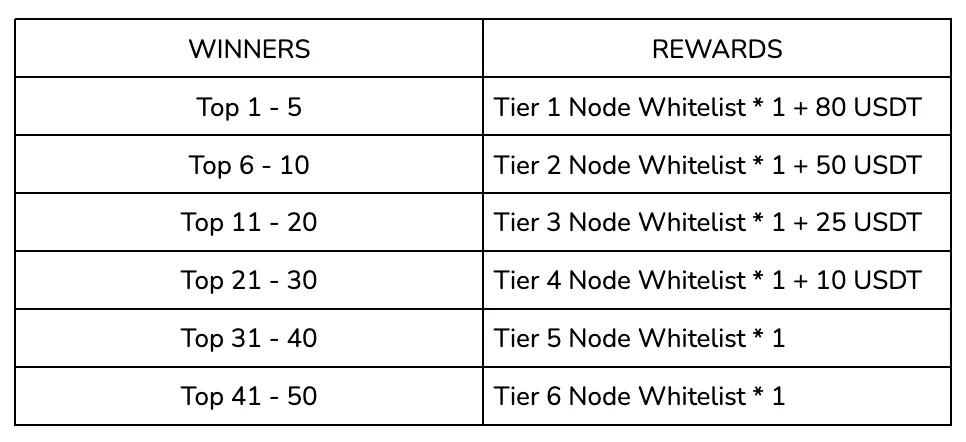 WINNERS REWARDS
Top 1 - 5 Tier 1 Node Whitelist * 1 + 80 USDT
Top 6 - 10 Tier 2 Node Whitelist * 1 + 50 USDT
Top 11 - 20 Tier 3 Node Whitelist * 1 + 25 USDT
Top 21 - 30 Tier 4 Node Whitelist * 1 + 10 USDT
Top 31 - 40 Tier 5 Node Whitelist * 1
Top 41 - 50 Tier 6 Node Whitelist * 1